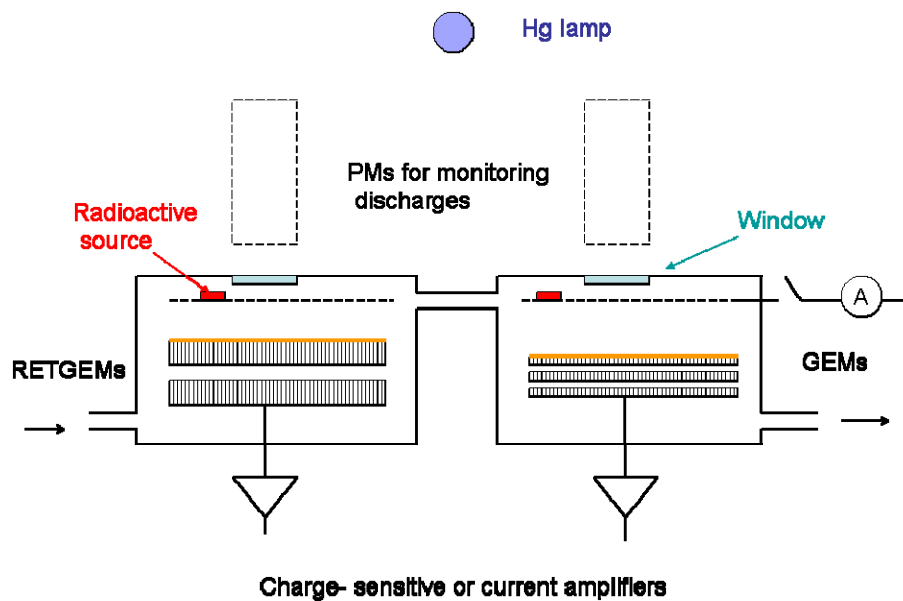 Hg lamp
PMs for monitoring
discharges
Radioactive
source
Window
A
RETGEMs
GEMs
Charge- sensitive or current amplifiers